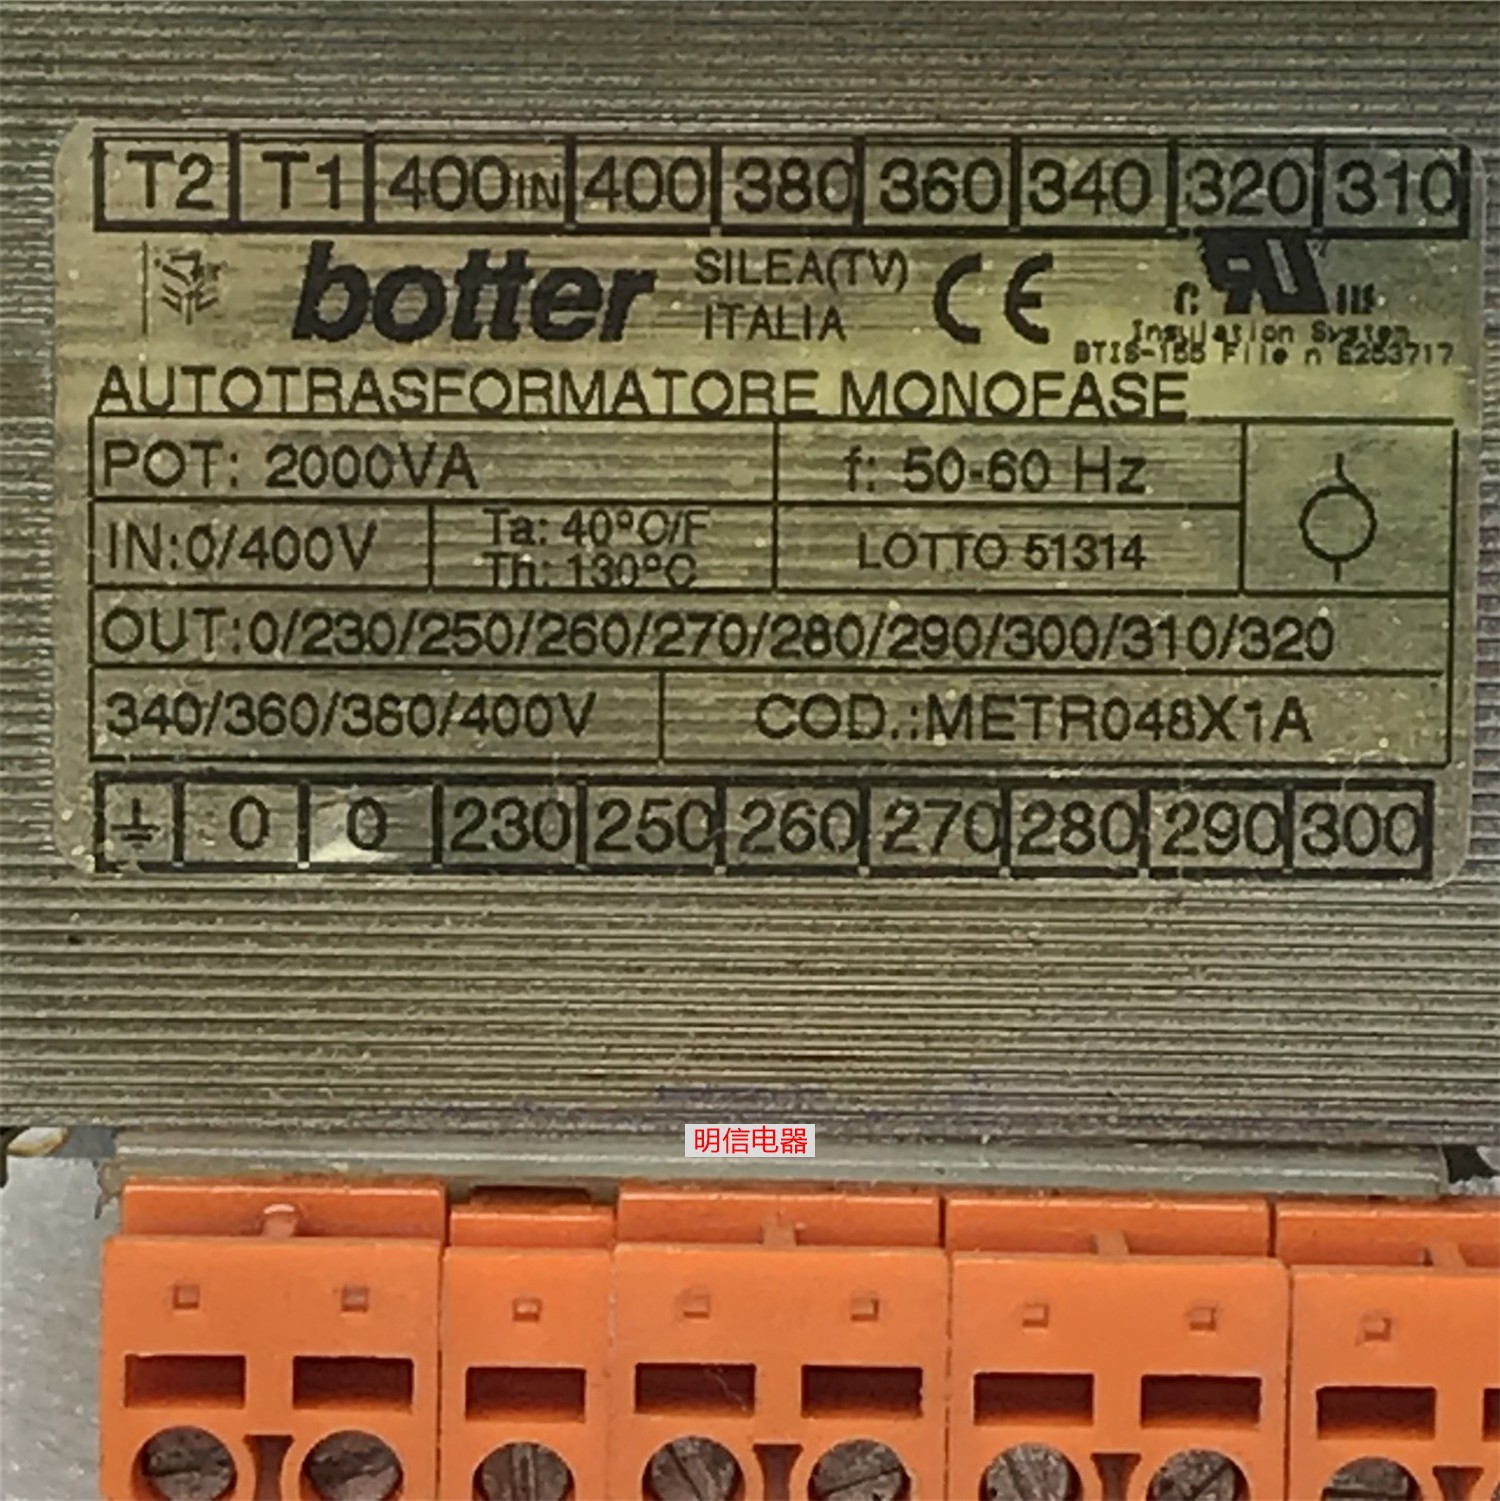 T2 T1 400IN 400 380 360 340 320 310
botter SILEA(TV) ITALIA CE
c RU us
Insulation System
BTIS-155 File n E253717
AUTOTRASFORMATORE MONOFASE
POT: 2000VA f: 50-60 Hz
IN:0/400V Ta: 40°C/F Th: 130°C LOTTO 51314
OUT:0/230/250/260/270/280/290/300/310/320
340/360/380/400V COD.:METR048X1A
0 0 230 250 260 270 280 290 300
明信电器